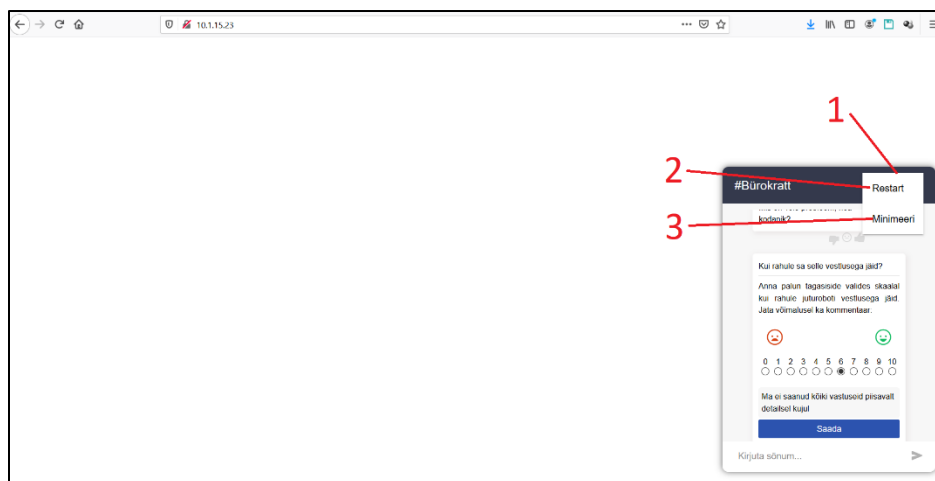 10.1.15.23
1
2
#Bürokratt
Restart
3
kodanik?
Minimeeri
Kui rahule sa selle vestlusega jäid?
Anna palun tagasiside valides skaalal
kui rahule juturoboti vestlusega jäid.
Jata võimalusel ka kommentaar.
0 1 2 3 4 5 6 7 8 9 10
Ma ei saanud kõiki vastuseid piisavalt
detailsel kujul
Saada
Kirjuta sõnum...